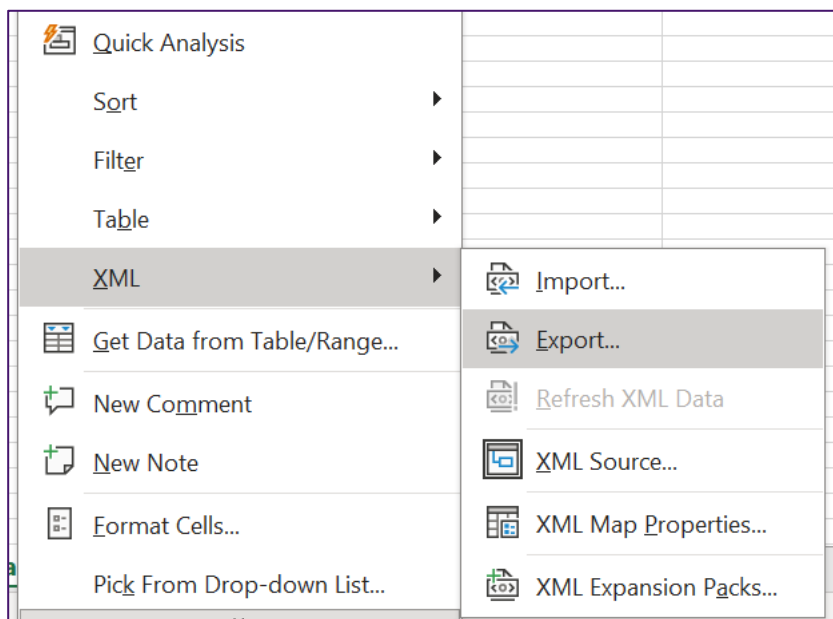 Quick Analysis
Sort
Filter
Table
XML
Get Data from Table/Range...
New Comment
New Note
Format Cells...
Pick From Drop-down List...
Import...
Export...
Refresh XML Data
XML Source...
XML Map Properties...
XML Expansion Packs...